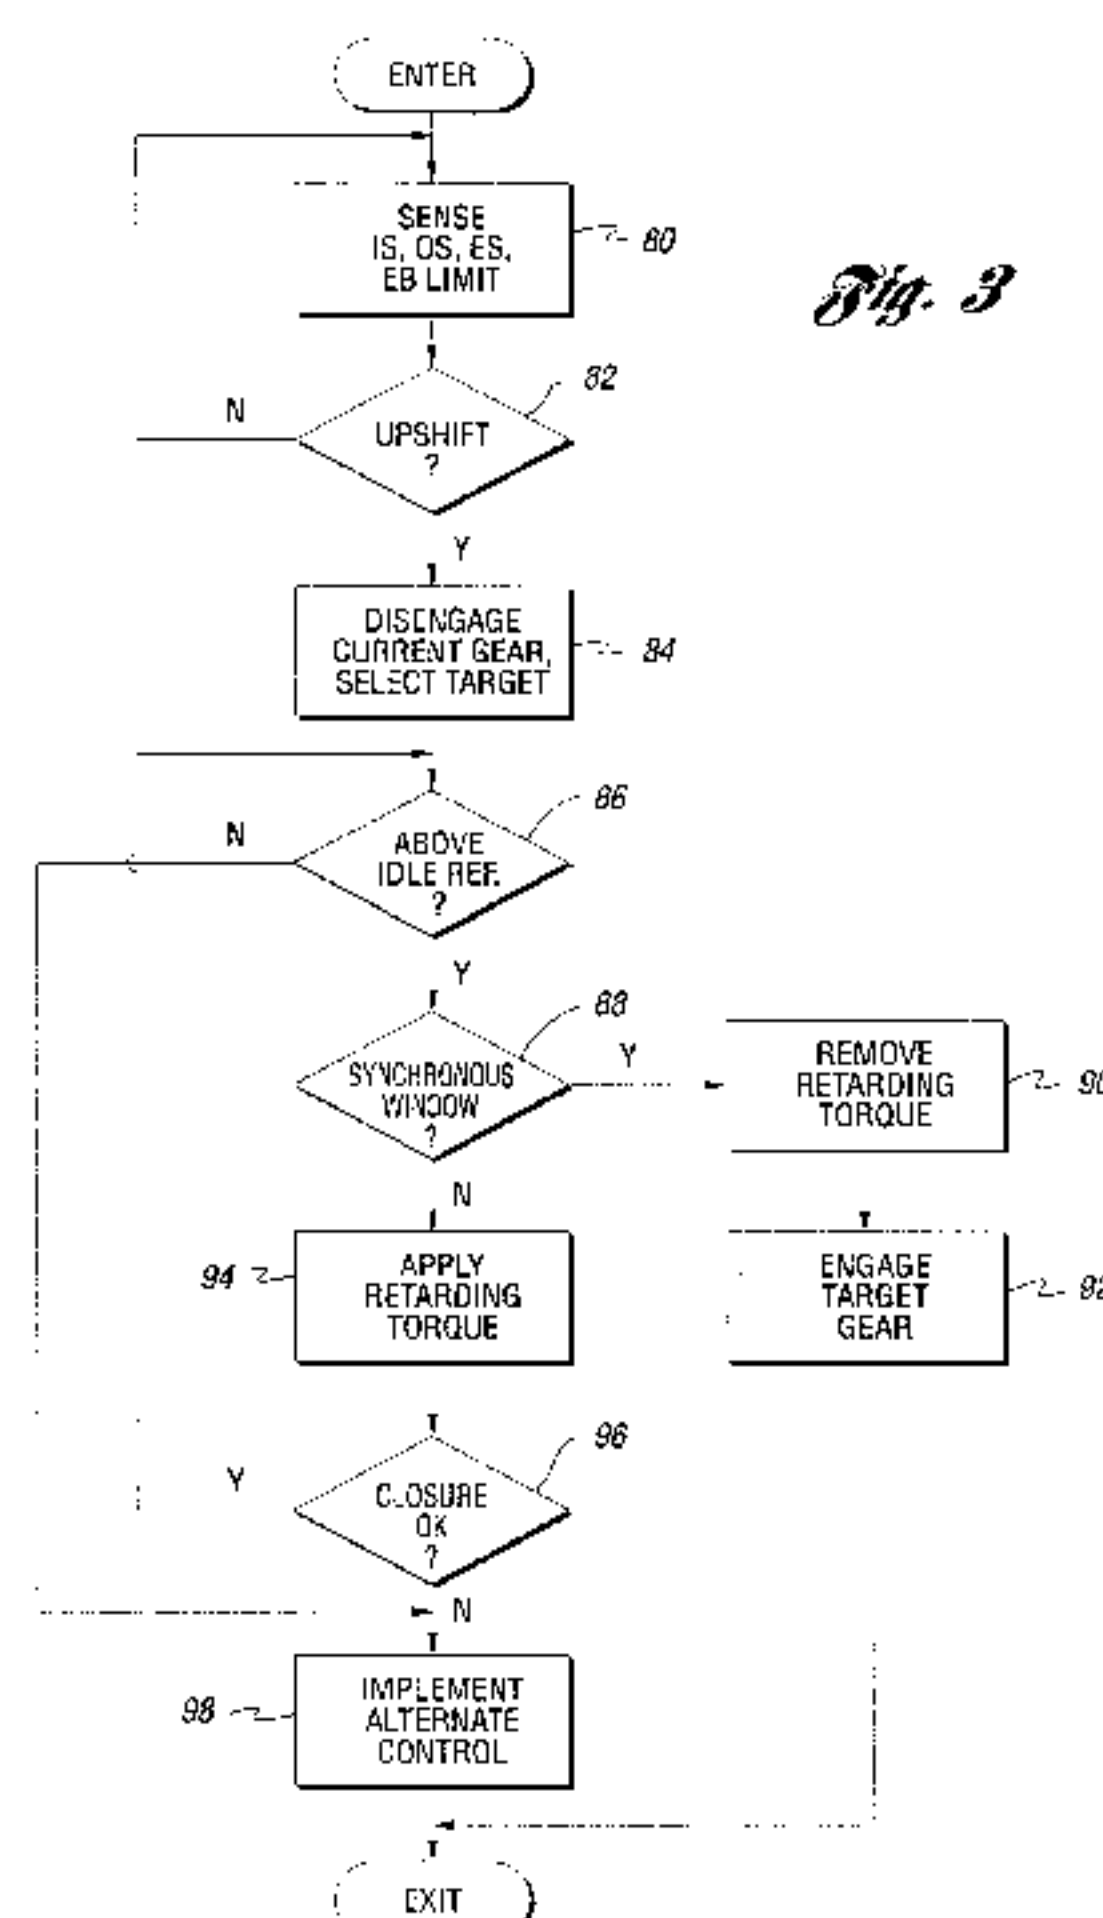 ENTER
SENSE
IS, OS, ES,
EB LIMIT
80
Fig. 3
82
N
UPSHIFT
?
Y
DISENGAGE
CURRENT GEAR,
SELECT TARGET
84
86
N
ABOVE
IDLE REF.
?
Y
88
SYNCHRONOUS
WINDOW
?
Y
REMOVE
RETARDING
TORQUE
90
N
94
APPLY
RETARDING
TORQUE
ENGAGE
TARGET
GEAR
92
96
Y
CLOSURE
OK
?
N
98
IMPLEMENT
ALTERNATE
CONTROL
EXIT